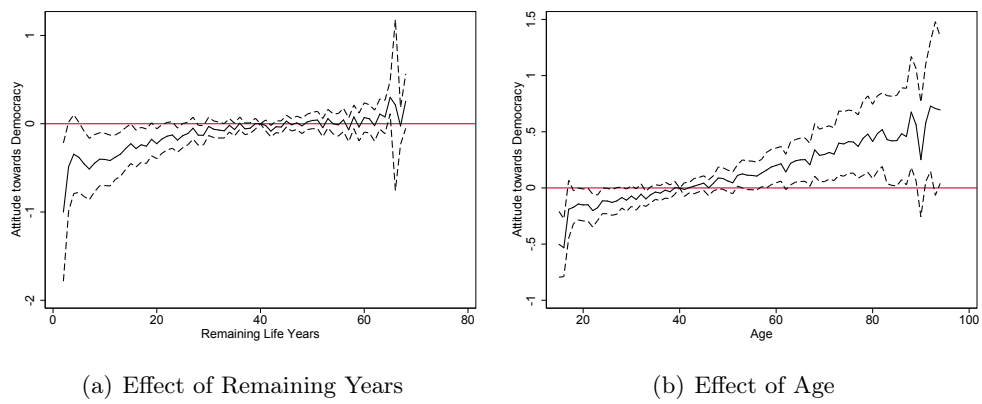 Attitude towards Democracy
1
0
-1
-2
0 20 40 60 80
Remaining Life Years
(a) Effect of Remaining Years
Attitude towards Democracy
1.5
1
.5
0
-.5
-1
20 40 60 80 100
Age
(b) Effect of Age